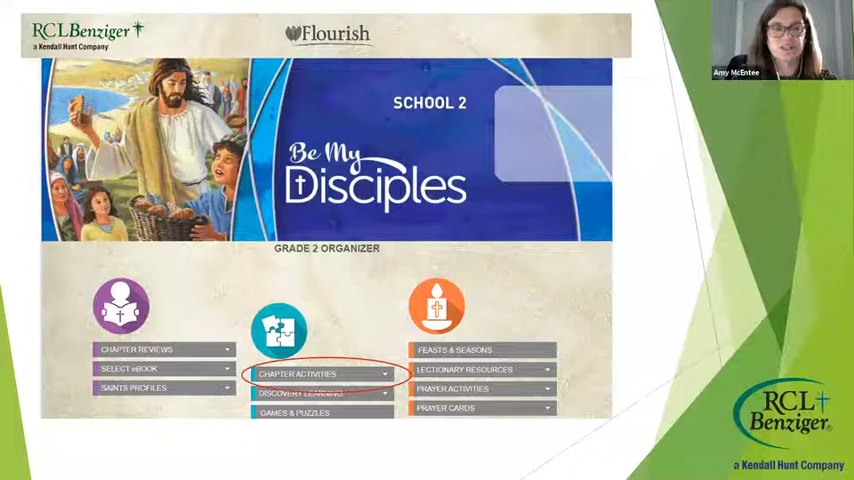 RCLBenziger
a Kendall Hunt Company
Flourish
Amy McEntee
SCHOOL 2
Be My
Disciples
GRADE 2 ORGANIZER
CHAPTER REVIEWS
SELECT eBOOK
SAINTS PROFILES
CHAPTER ACTIVITIES
DISCOVERY LEARNING
GAMES & PUZZLES
FEASTS & SEASONS
LECTIONARY RESOURCES
PRAYER ACTIVITIES
PRAYER CARDS
RCL
Benziger®
a Kendall Hunt Company